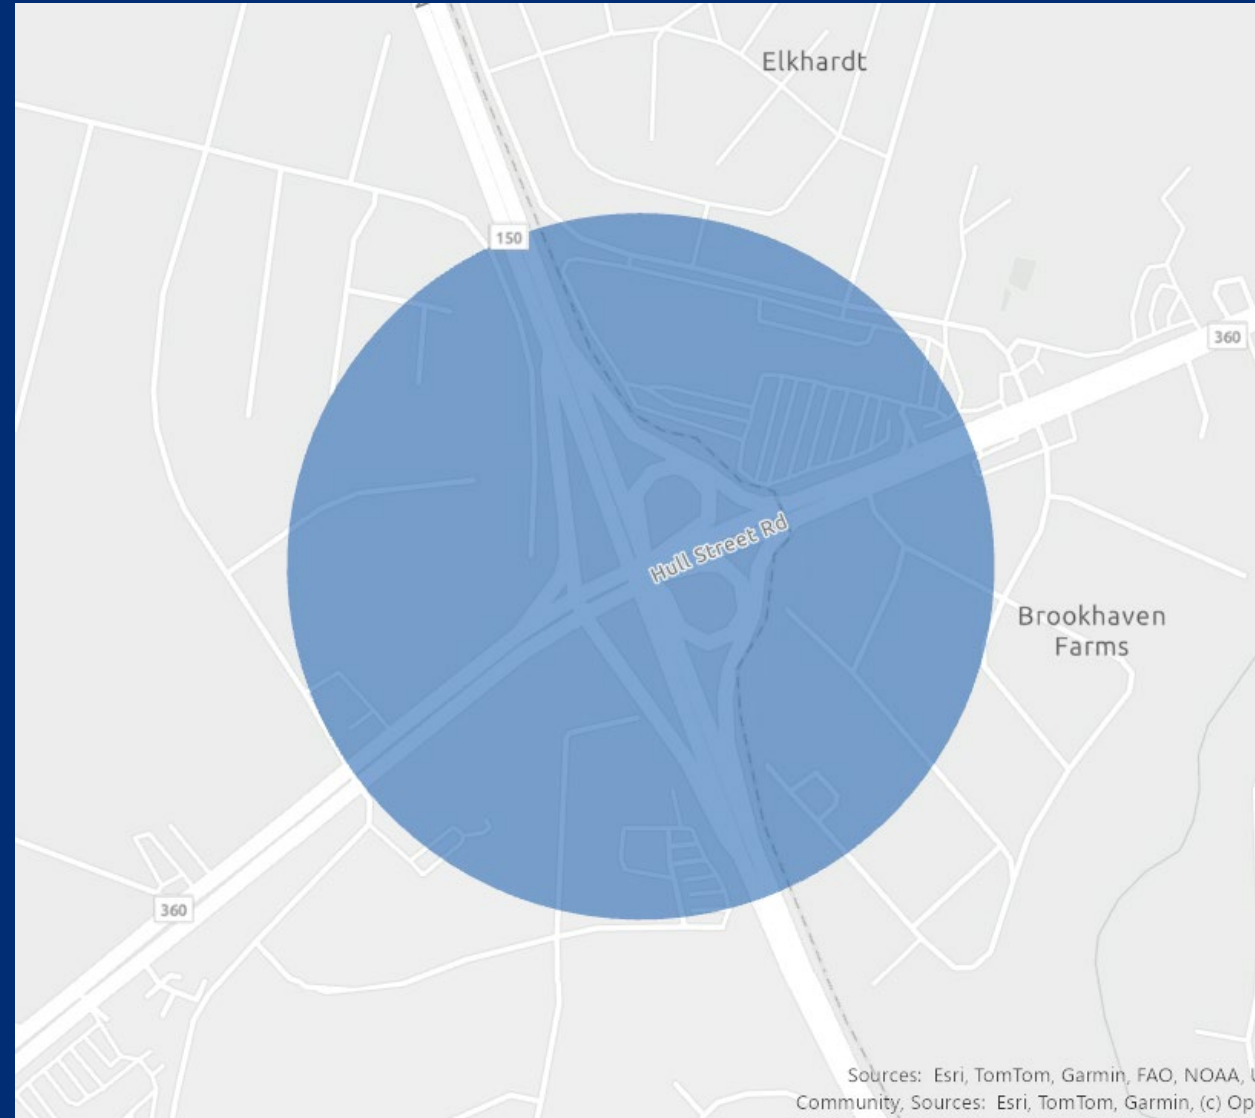 Elkhardt
150
360
Hull Street Rd
Brookhaven
Farms
360
Sources: Esri, TomTom, Garmin, FAO, NOAA,
Community, Sources: Esri, TomTom, Garmin, (c) Op